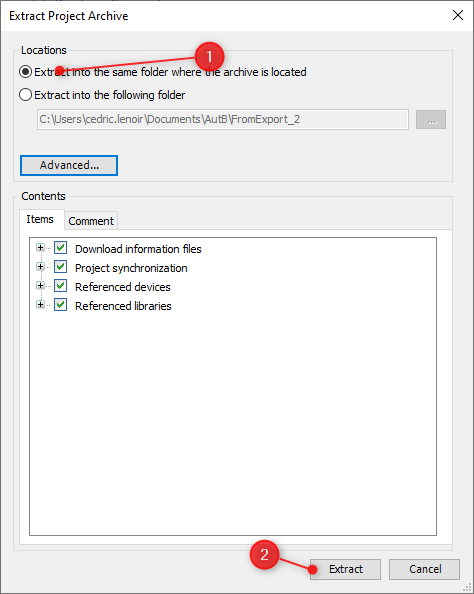 Extract Project Archive
Locations
1
Extract into the same folder where the archive is located
Extract into the following folder
C:\Users\cedric.lenoir\Documents\AutB\FromExport_2
...
Advanced...
Contents
Items Comment
Download information files
Project synchronization
Referenced devices
Referenced libraries
2
Extract Cancel